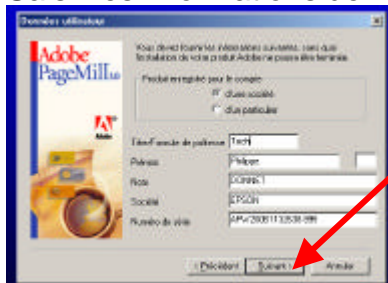 Données utilisateur
Adobe
PageMill
Vous devez fournir les informations suivantes, sans quoi
l'installation de votre produit Adobe ne pourra être terminée.
Produit enregistré pour le compte
d'une société
d'un particulier
Titre/Formule de politesse Tech
Prénom Philippe
Nom DONNET
Société EPSON
Numéro de série
< Précédent Suivant > Annuler